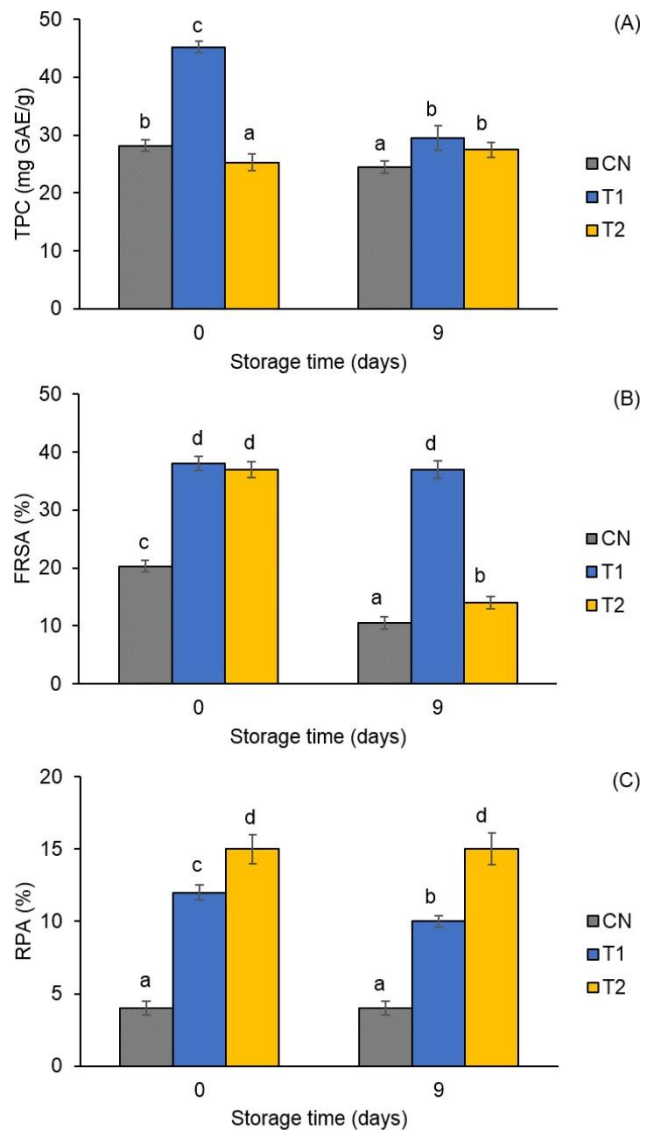 (A)
TPC (mg GAE/g)
50
40
30
20
10
0
b
c
a
a
b
b
0
9
Storage time (days)
CN
T1
T2
(B)
FRSA (%)
50
40
30
20
10
0
c
d
d
a
d
b
0
9
Storage time (days)
CN
T1
T2
(C)
RPA (%)
20
15
10
5
0
a
c
d
a
b
d
0
9
Storage time (days)
CN
T1
T2